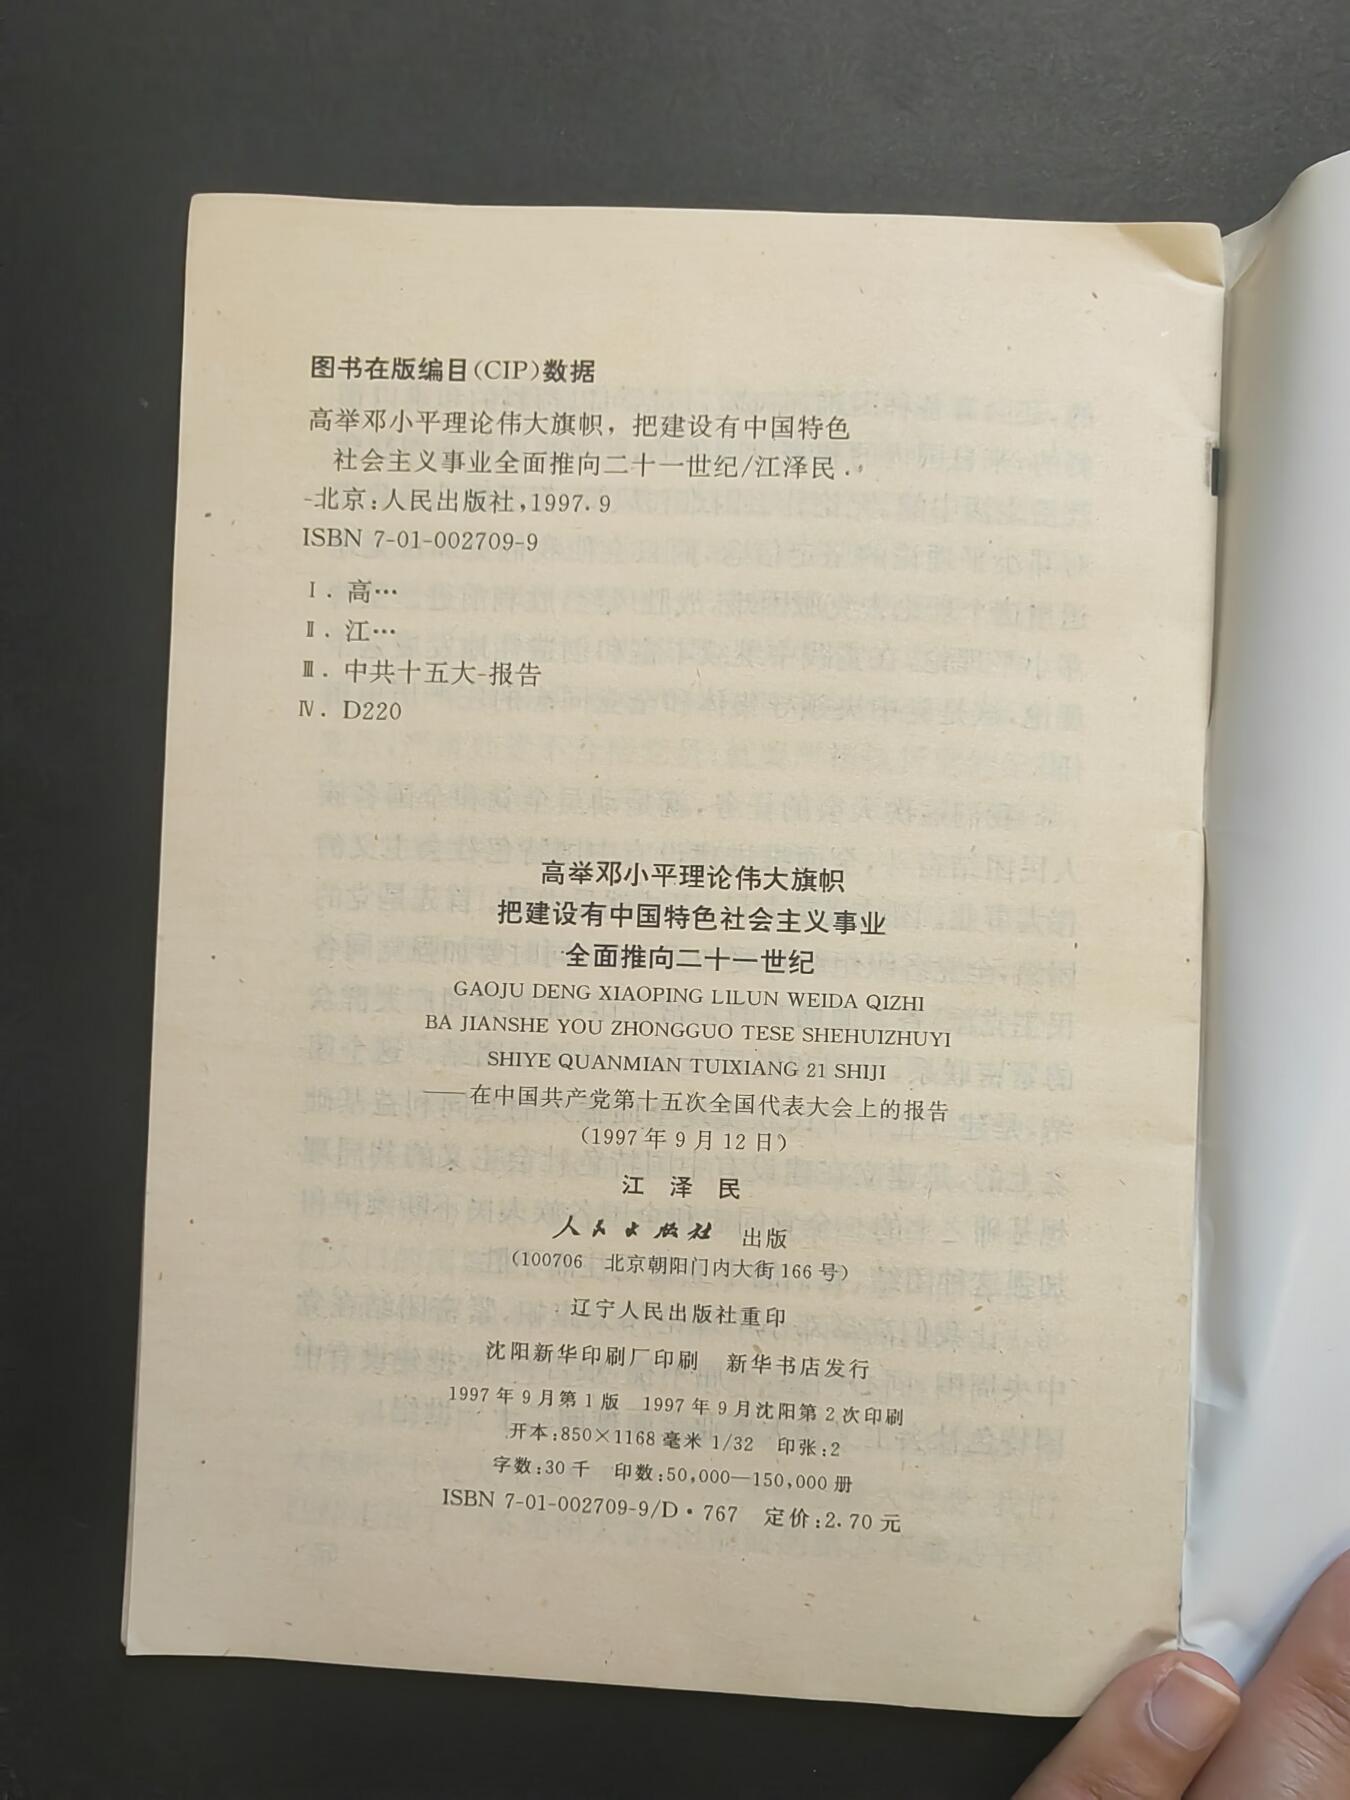 图书在版编目(CIP)数据
高举邓小平理论伟大旗帜，把建设有中国特色
社会主义事业全面推向二十一世纪/江泽民．
-北京:人民出版社,1997.9
ISBN 7-01-002709-9
Ⅰ.高…
Ⅱ.江…
Ⅲ.中共十五大-报告
Ⅳ.D220
高举邓小平理论伟大旗帜
把建设有中国特色社会主义事业
全面推向二十一世纪
GAOJU DENG XIAOPING LILUN WEIDA QIZHI
BA JIANSHE YOU ZHONGGUO TESE SHEHUIZHUYI
SHIYE QUANMIAN TUIXIANG 21 SHIJI
——在中国共产党第十五次全国代表大会上的报告
(1997年9月12日)
江 泽 民
人民出版社 出版
(100706 北京朝阳门内大街166号)
辽宁人民出版社重印
沈阳新华印刷厂印刷 新华书店发行
1997年9月第1版 1997年9月沈阳第2次印刷
开本:850×1168毫米 1/32 印张:2
字数:30千 印数:50,000—150,000册
ISBN 7-01-002709-9/D·767 定价:2.70元